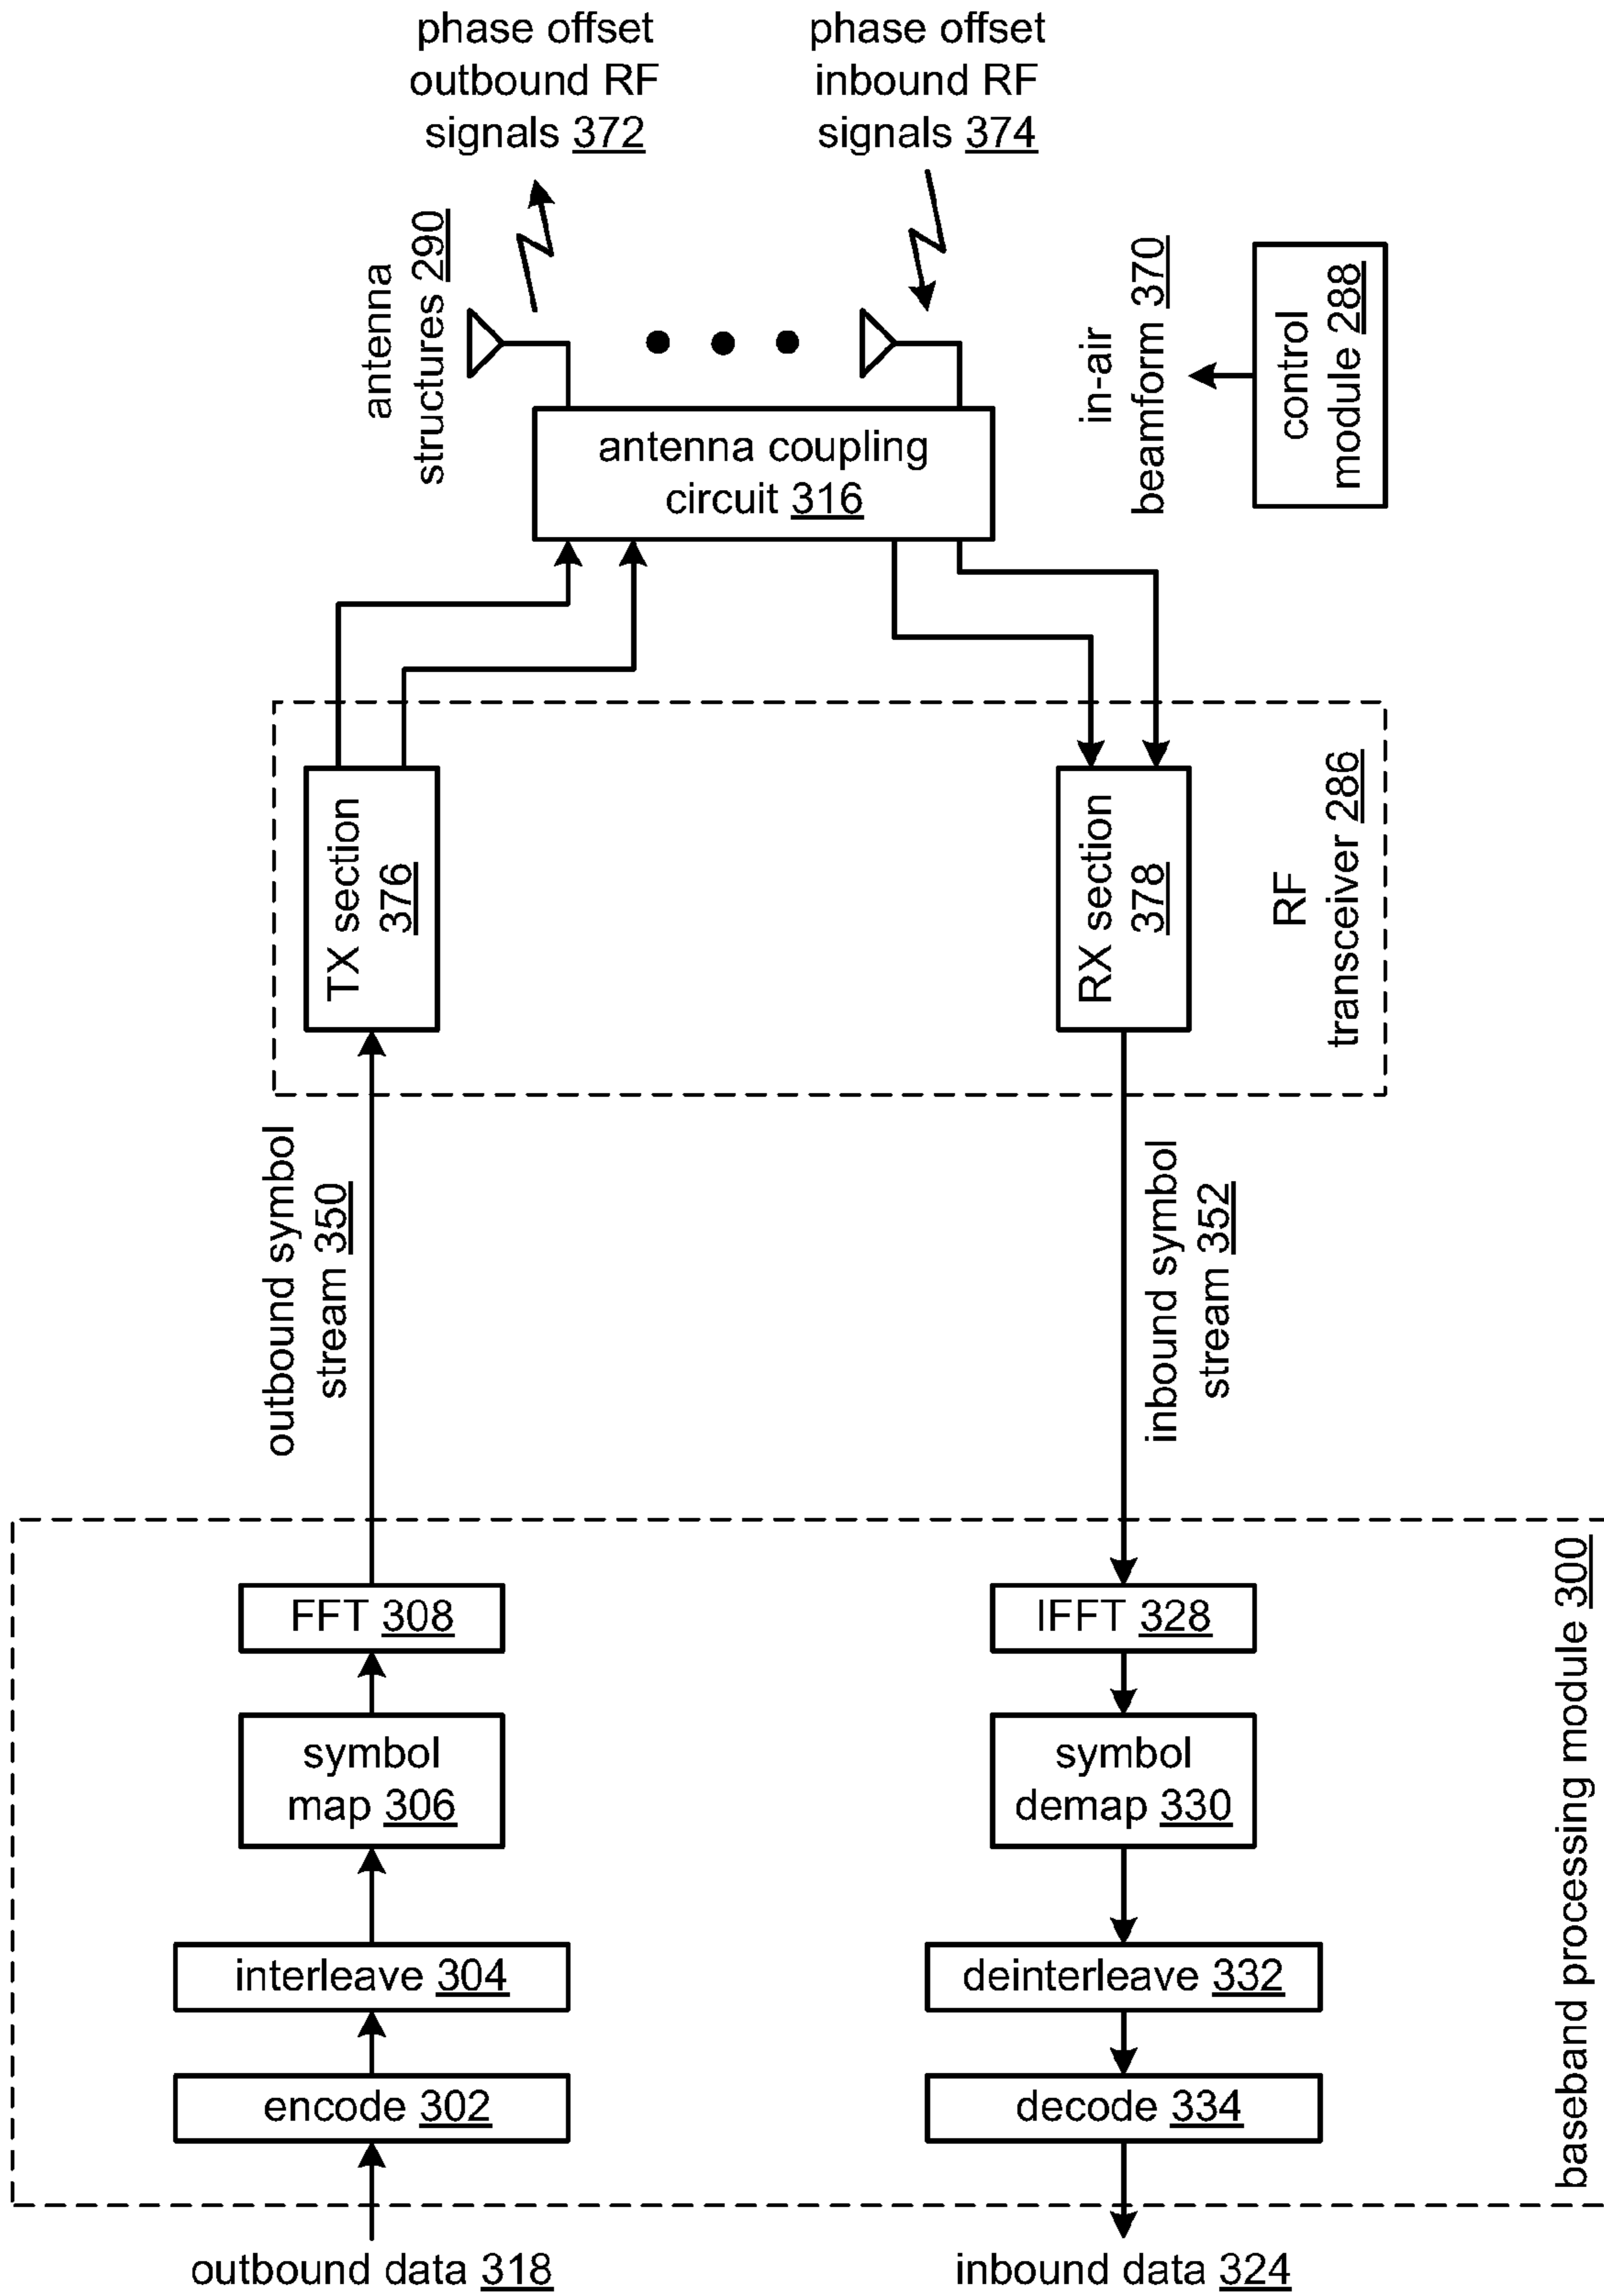 phase offset
outbound RF
signals 372
phase offset
inbound RF
signals 374
antenna
structures 290
in-air
beamform 370
control
module 288
antenna coupling
circuit 316
TX section
376
RX section
378
RF
transceiver 286
outbound symbol
stream 350
inbound symbol
stream 352
FFT 308
IFFT 328
symbol
map 306
symbol
demap 330
interleave 304
deinterleave 332
encode 302
decode 334
baseband processing module 300
outbound data 318
inbound data 324